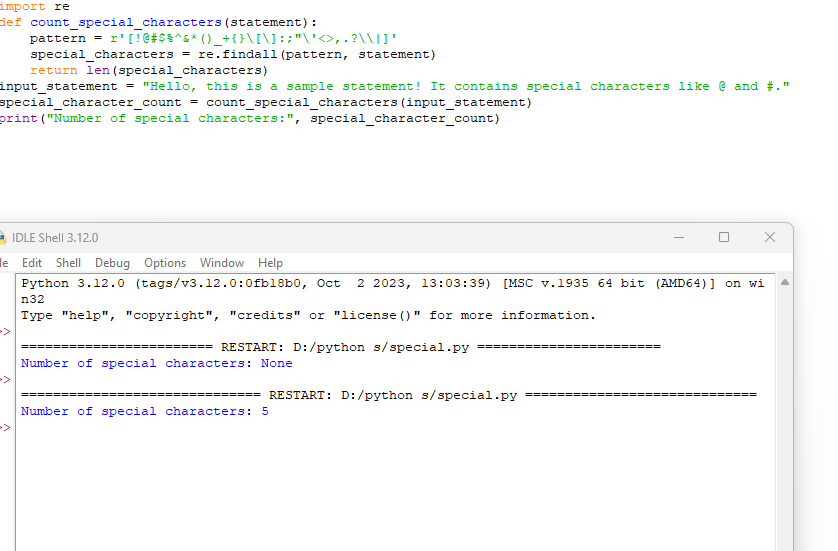 import re
def count_special_characters(statement):
    pattern = r'[!@#$%^&*()_+{}\[\]:;"\'<>,.?\\|]'
    special_characters = re.findall(pattern, statement)
    return len(special_characters)
input_statement = "Hello, this is a sample statement! It contains special characters like @ and #."
special_character_count = count_special_characters(input_statement)
print("Number of special characters:", special_character_count)
IDLE Shell 3.12.0
le Edit Shell Debug Options Window Help
Python 3.12.0 (tags/v3.12.0:0fb18b0, Oct  2 2023, 13:03:39) [MSC v.1935 64 bit (AMD64)] on wi
n32
Type "help", "copyright", "credits" or "license()" for more information.
>>
======================== RESTART: D:/python s/special.py =======================
Number of special characters: None
>>
============================== RESTART: D:/python s/special.py =============================
Number of special characters: 5
>>